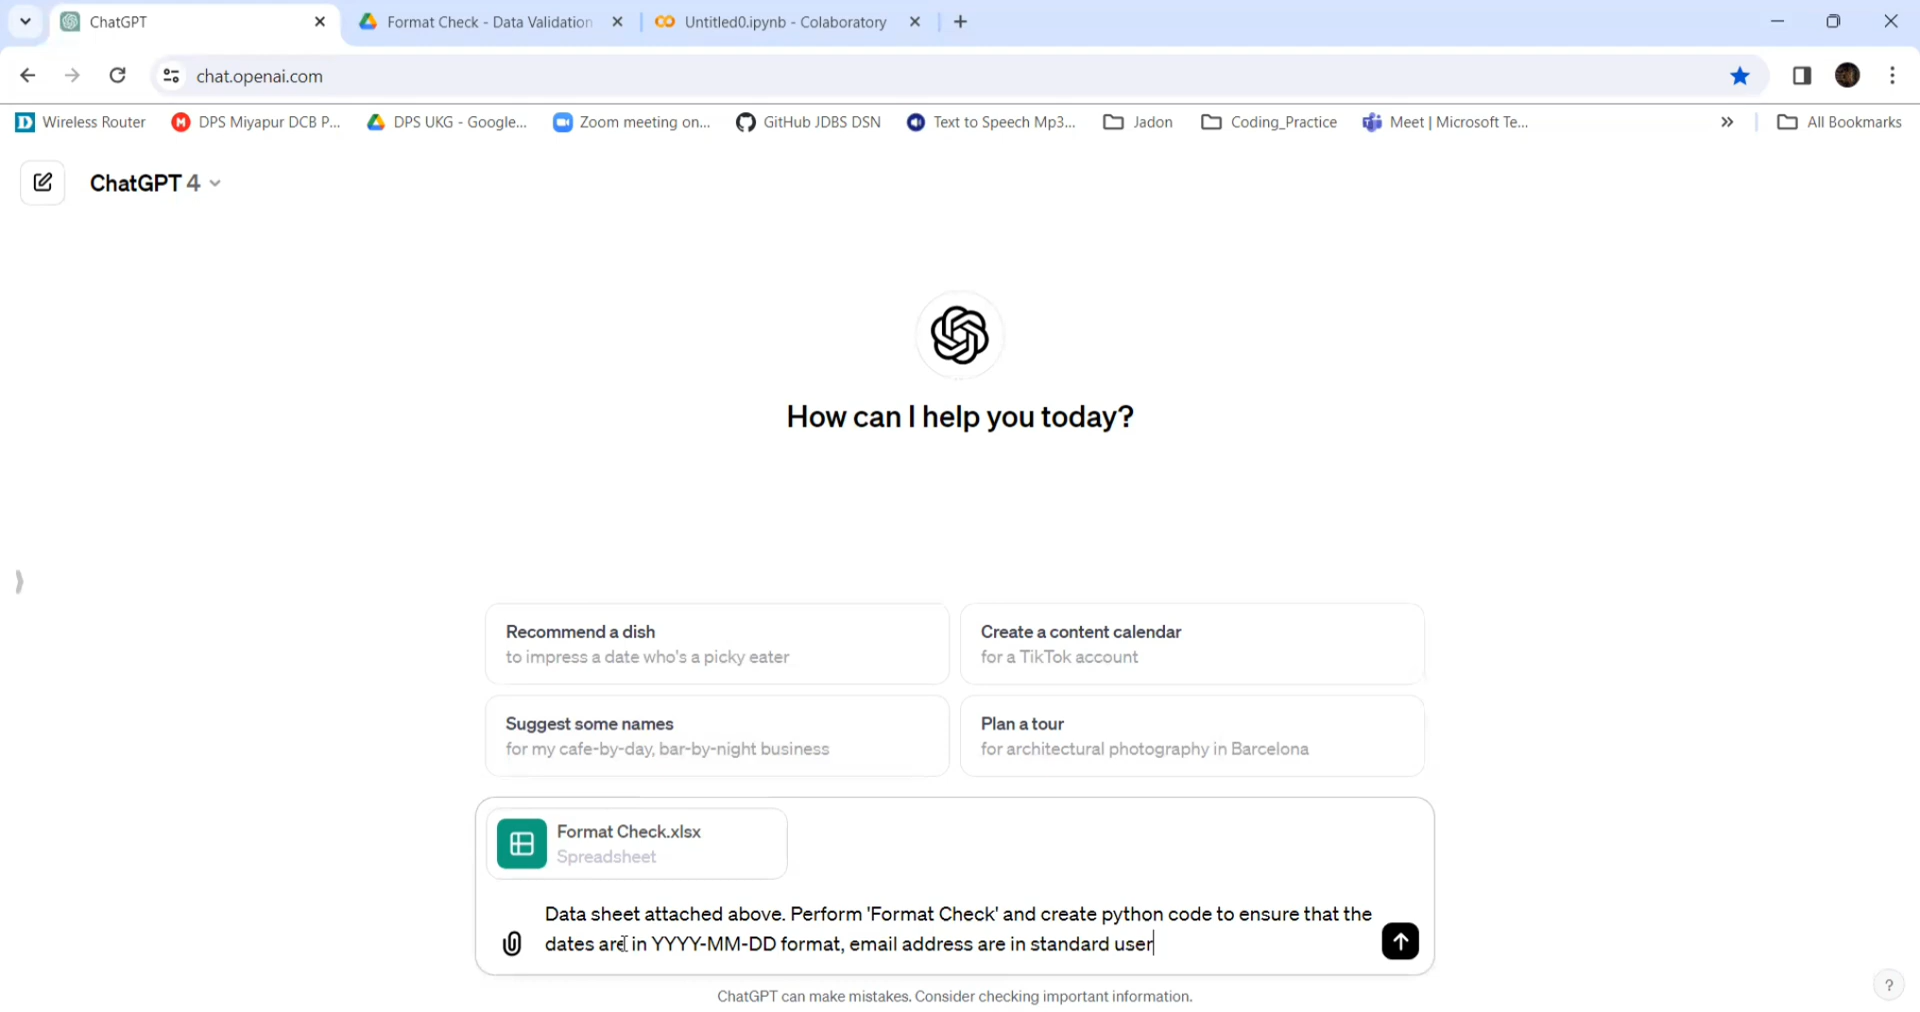 ChatGPT
Format Check - Data Validation
Untitled0.ipynb - Colaboratory
chat.openai.com
Wireless Router
DPS Miyapur DCB P...
DPS UKG - Google...
Zoom meeting on...
GitHub JDBS DSN
Text to Speech Mp3...
Jadon
Coding_Practice
Meet | Microsoft Te...
All Bookmarks
ChatGPT 4
How can I help you today?
Recommend a dish
to impress a date who's a picky eater
Create a content calendar
for a TikTok account
Suggest some names
for my cafe-by-day, bar-by-night business
Plan a tour
for architectural photography in Barcelona
Format Check.xlsx
Spreadsheet
Data sheet attached above. Perform 'Format Check' and create python code to ensure that the
dates are in YYYY-MM-DD format, email address are in standard user
ChatGPT can make mistakes. Consider checking important information.
?